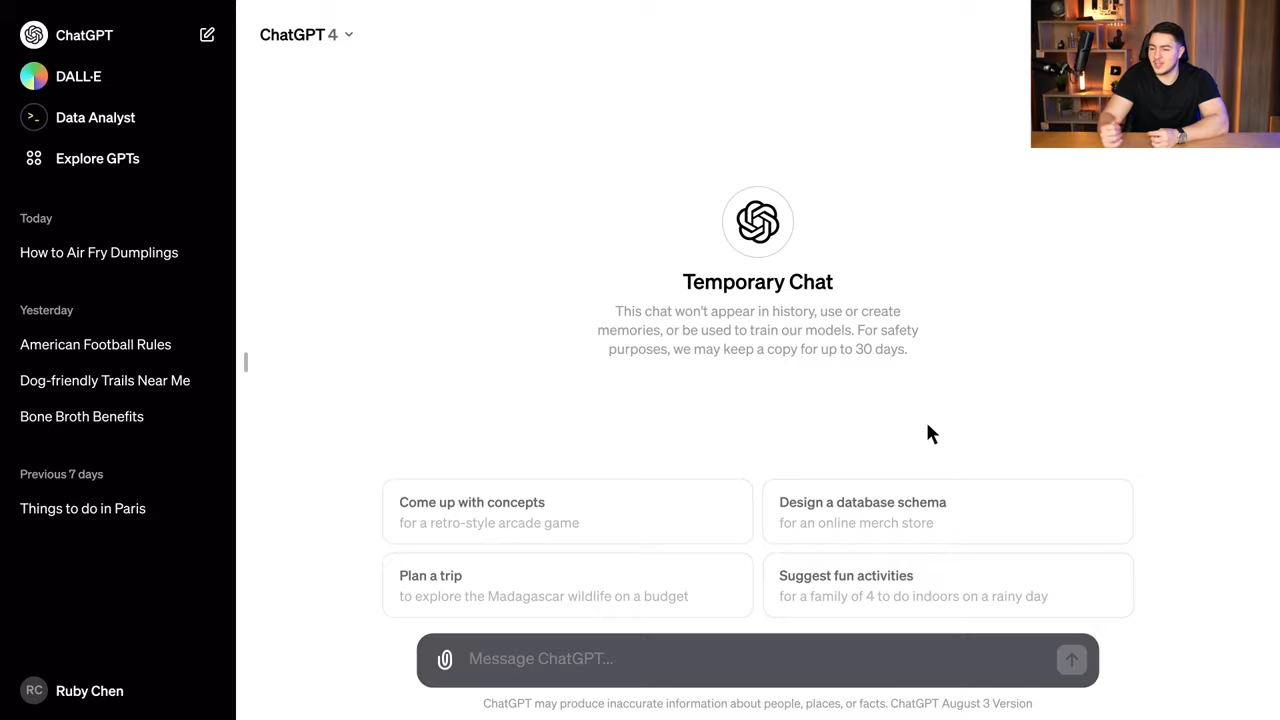 ChatGPT
DALL·E
Data Analyst
Explore GPTs
Today
How to Air Fry Dumplings
Yesterday
American Football Rules
Dog-friendly Trails Near Me
Bone Broth Benefits
Previous 7 days
Things to do in Paris
RC Ruby Chen
ChatGPT 4
Temporary Chat
This chat won't appear in history, use or create
memories, or be used to train our models. For safety
purposes, we may keep a copy for up to 30 days.
Come up with concepts
for a retro-style arcade game
Design a database schema
for an online merch store
Plan a trip
to explore the Madagascar wildlife on a budget
Suggest fun activities
for a family of 4 to do indoors on a rainy day
Message ChatGPT...
ChatGPT may produce inaccurate information about people, places, or facts. ChatGPT August 3 Version